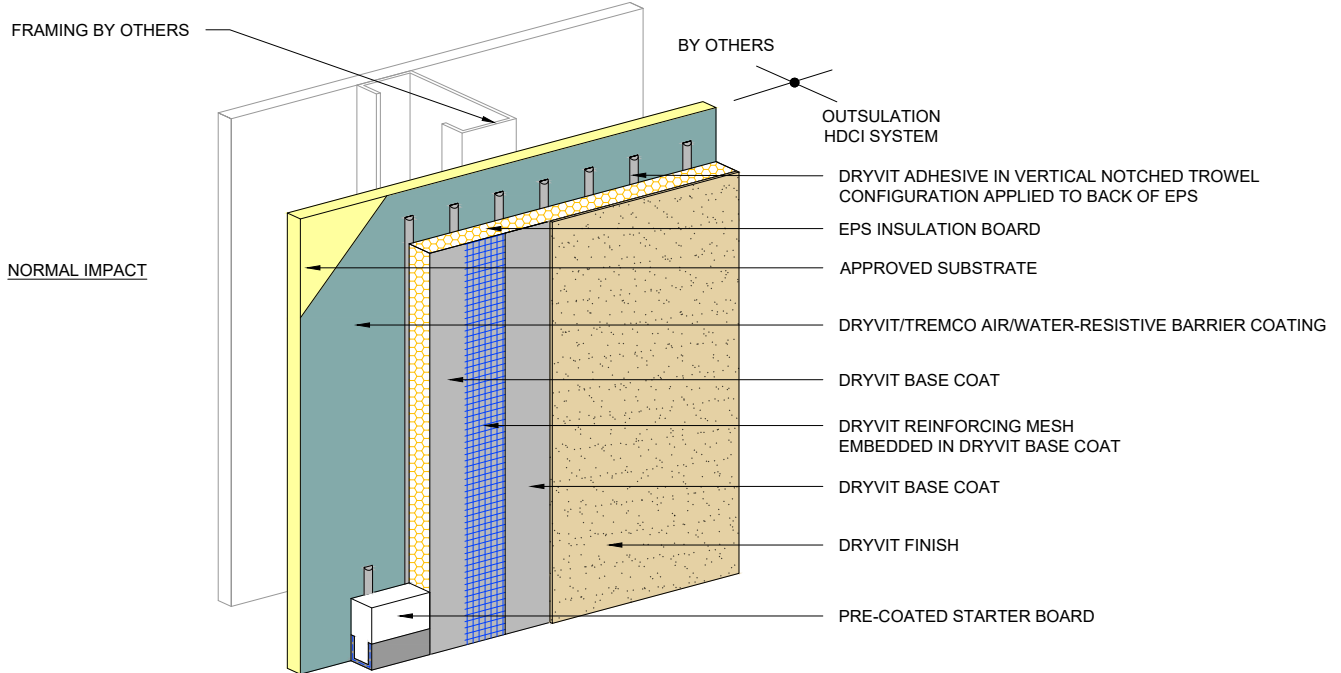 FRAMING BY OTHERS
BY OTHERS
OUTSULATION
HDCI SYSTEM
DRYVIT ADHESIVE IN VERTICAL NOTCHED TROWEL
CONFIGURATION APPLIED TO BACK OF EPS
EPS INSULATION BOARD
NORMAL IMPACT
APPROVED SUBSTRATE
DRYVIT/TREMCO AIR/WATER-RESISTIVE BARRIER COATING
DRYVIT BASE COAT
DRYVIT REINFORCING MESH
EMBEDDED IN DRYVIT BASE COAT
DRYVIT BASE COAT
DRYVIT FINISH
PRE-COATED STARTER BOARD